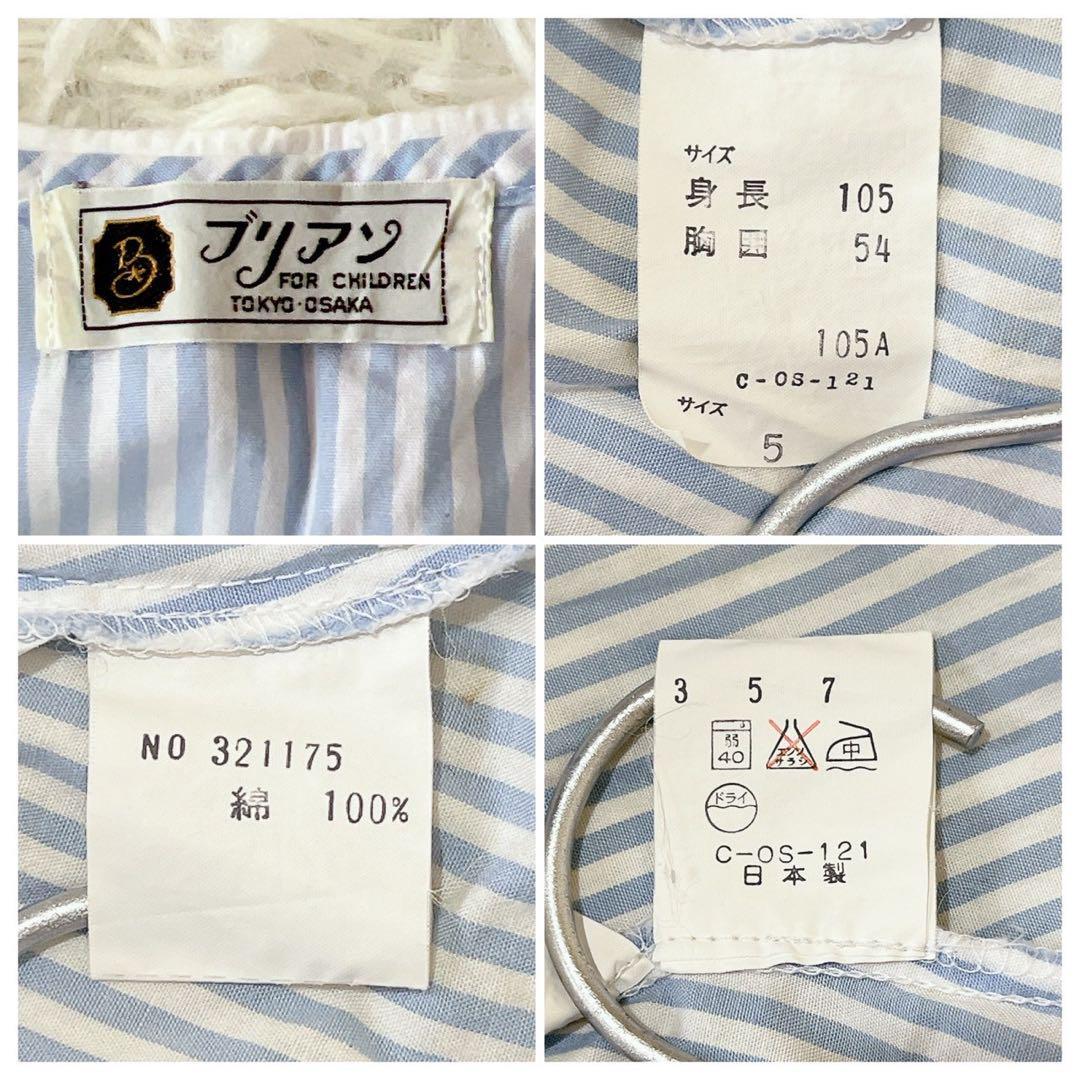 ブリアン
FOR CHILDREN
TOKYO·OSAKA
サイズ
身長 105
胸囲 54
105A
C-OS-121
サイズ
5
NO 321175
綿 100%
3 5 7
弱
40
エンソ
サラシ
中
ドライ
C-OS-121
日本製